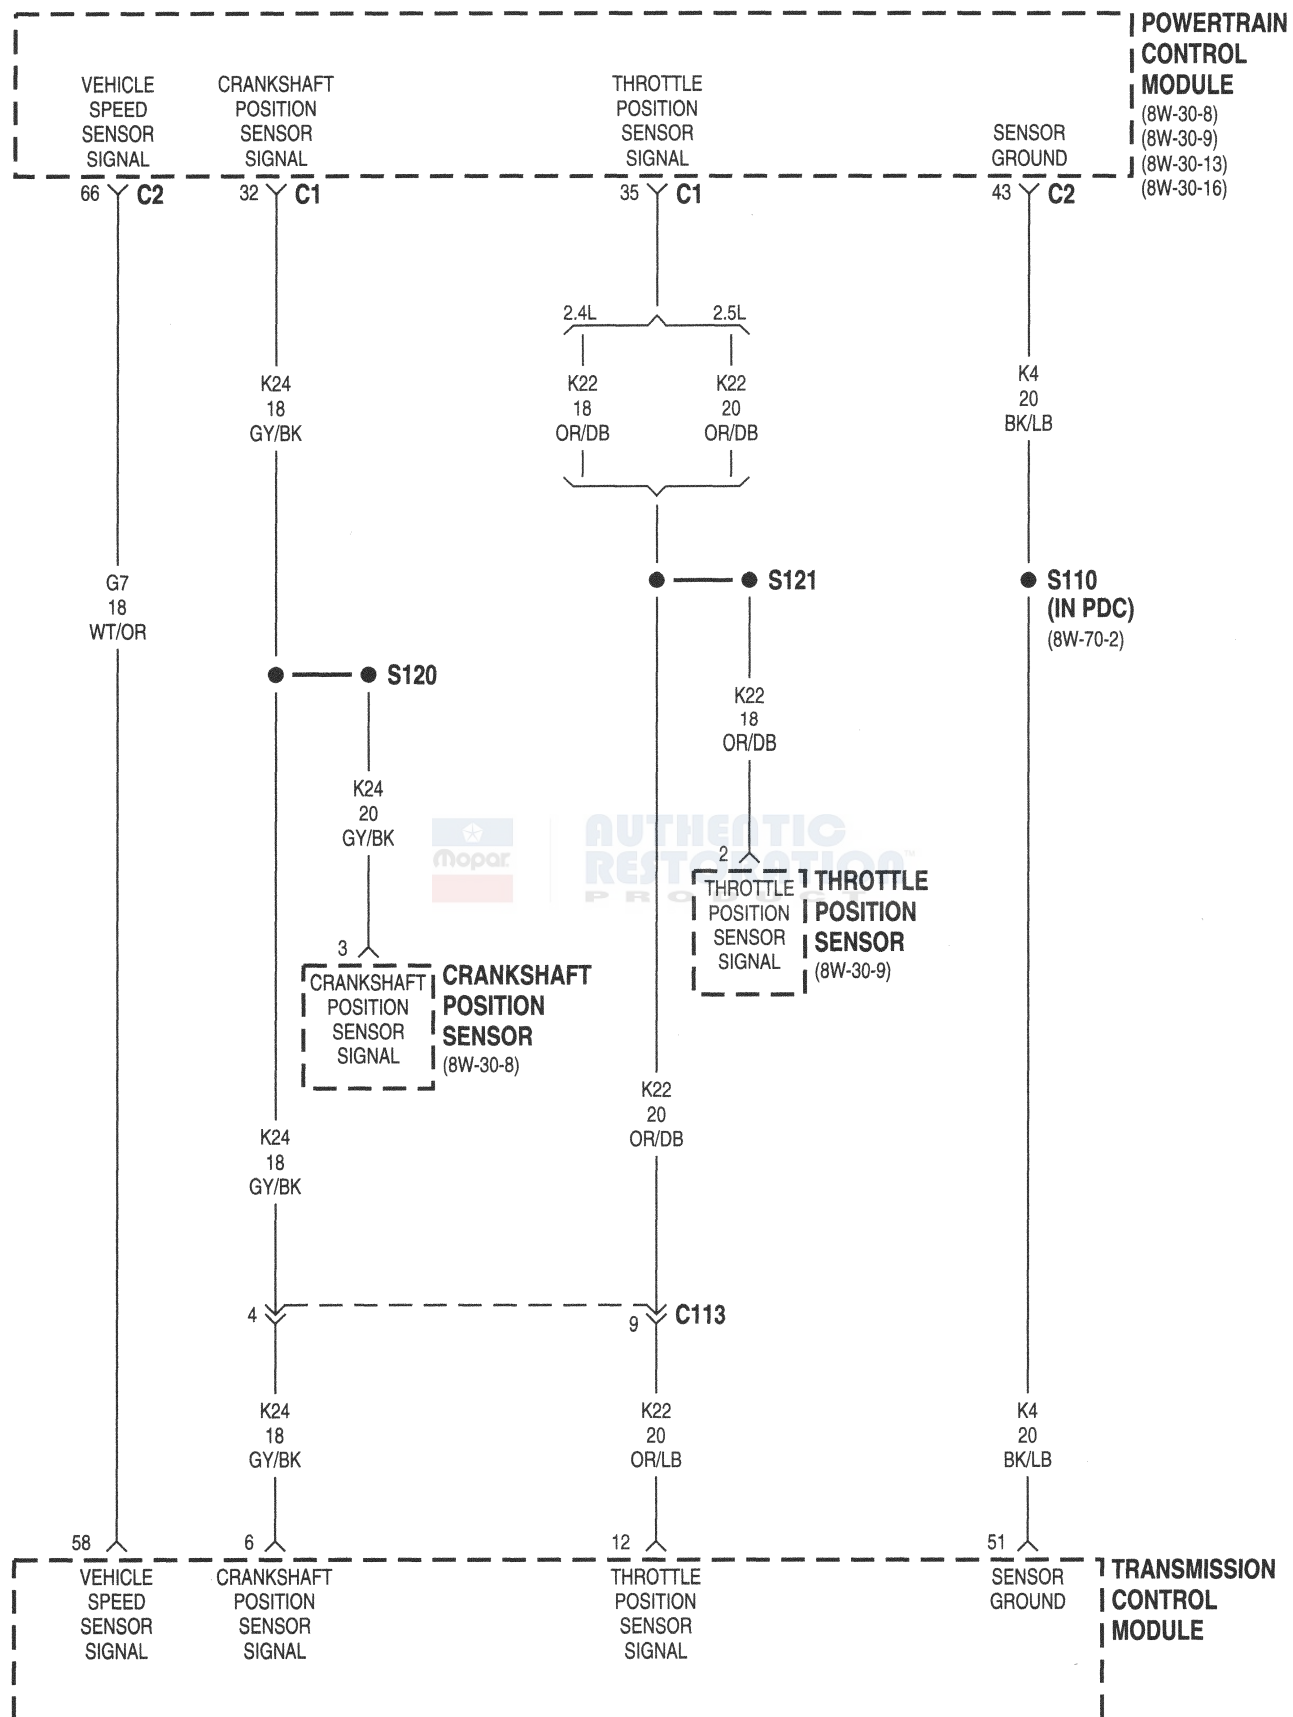 POWERTRAIN
CONTROL
MODULE
(8W-30-8)
(8W-30-9)
(8W-30-13)
(8W-30-16)
VEHICLE
SPEED
SENSOR
SIGNAL
CRANKSHAFT
POSITION
SENSOR
SIGNAL
THROTTLE
POSITION
SENSOR
SIGNAL
SENSOR
GROUND
66 C2
32 C1
35 C1
43 C2
2.4L
2.5L
K24
18
GY/BK
K22
18
OR/DB
K22
20
OR/DB
K4
20
BK/LB
G7
18
WT/OR
S121
S110
(IN PDC)
(8W-70-2)
S120
K22
18
OR/DB
K24
20
GY/BK
Mopar
AUTHENTIC
RESTORATION™
PRODUCT
2
THROTTLE
POSITION
SENSOR
SIGNAL
THROTTLE
POSITION
SENSOR
(8W-30-9)
3
CRANKSHAFT
POSITION
SENSOR
SIGNAL
CRANKSHAFT
POSITION
SENSOR
(8W-30-8)
K22
20
OR/DB
K24
18
GY/BK
4
9 C113
K24
18
GY/BK
K22
20
OR/LB
K4
20
BK/LB
58
6
12
51
VEHICLE
SPEED
SENSOR
SIGNAL
CRANKSHAFT
POSITION
SENSOR
SIGNAL
THROTTLE
POSITION
SENSOR
SIGNAL
SENSOR
GROUND
TRANSMISSION
CONTROL
MODULE